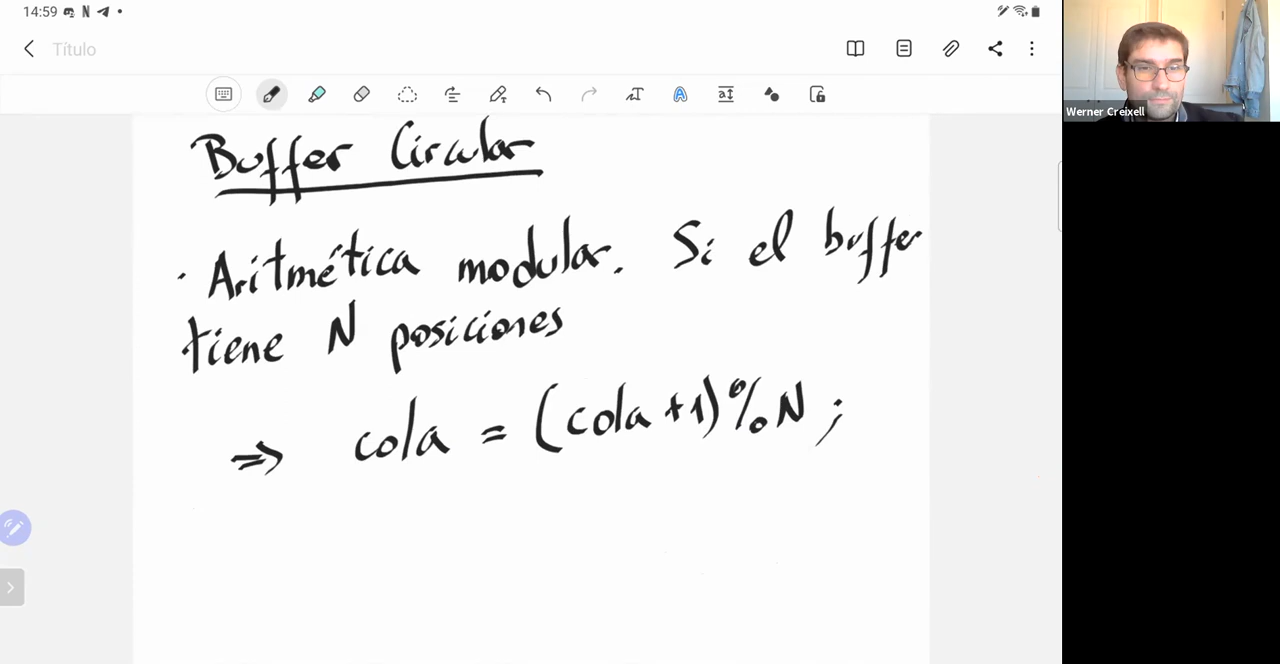 14:59 N
Título
Werner Creixell
Buffer Circular
· Aritmética modular. Si el buffer
tiene N posiciones
⇒ cola = (cola +1)%N ;